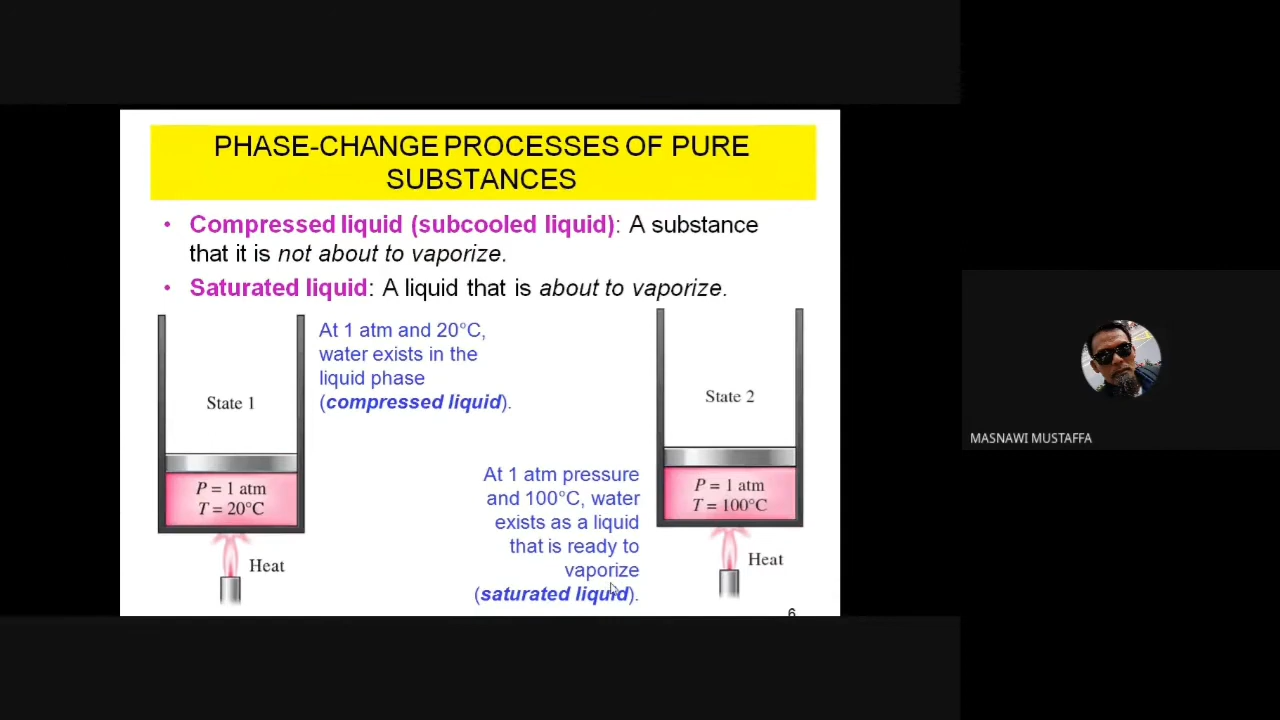 PHASE-CHANGE PROCESSES OF PURE
SUBSTANCES
• Compressed liquid (subcooled liquid): A substance
that it is not about to vaporize.
• Saturated liquid: A liquid that is about to vaporize.
At 1 atm and 20°C,
water exists in the
liquid phase
(compressed liquid).
State 1
P = 1 atm
T = 20°C
Heat
At 1 atm pressure
and 100°C, water
exists as a liquid
that is ready to
vaporize
(saturated liquid).
State 2
P = 1 atm
T = 100°C
Heat
6
MASNAWI MUSTAFFA